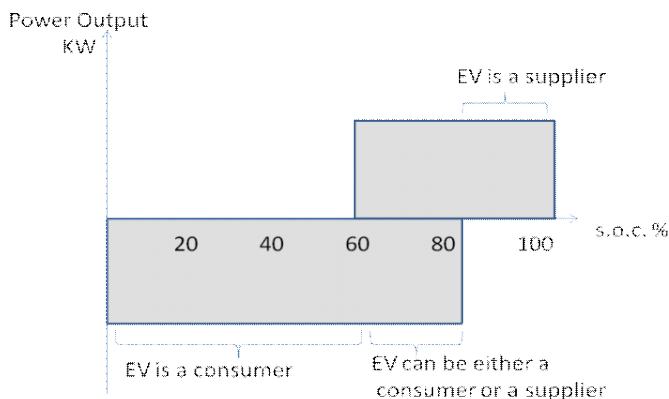 Power Output
KW
EV is a supplier
s.o.c. %
20 40 60 80 100
EV is a consumer
EV can be either a
consumer or a supplier